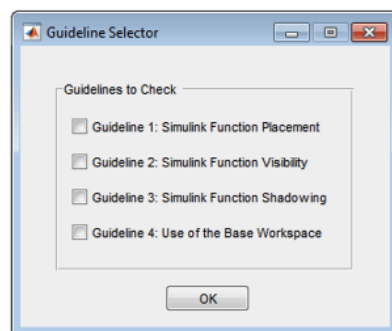 Guideline Selector
Guidelines to Check
Guideline 1: Simulink Function Placement
Guideline 2: Simulink Function Visibility
Guideline 3: Simulink Function Shadowing
Guideline 4: Use of the Base Workspace
OK